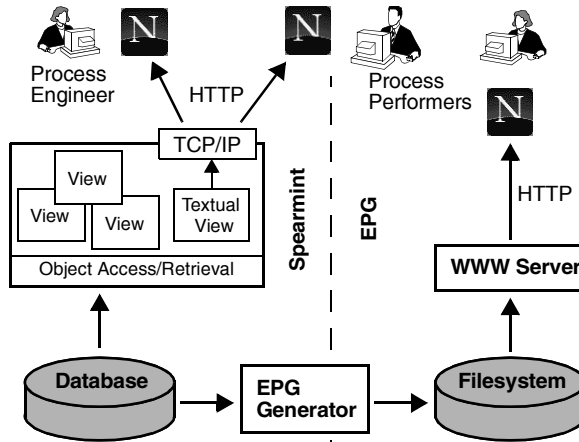 N
N
N
Process
Engineer
HTTP
Process
Performers
TCP/IP
View
View
View
Textual
View
Object Access/Retrieval
Spearmint
EPG
HTTP
WWW Server
Database
EPG
Generator
Filesystem